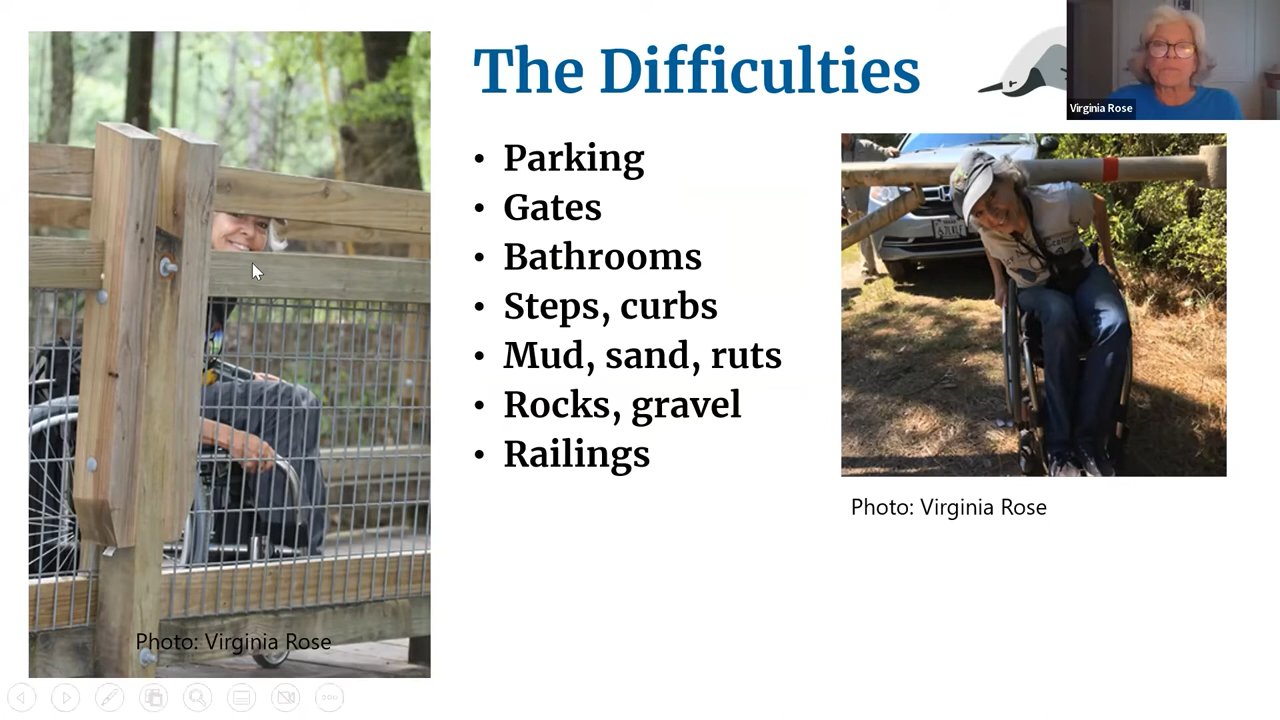 The Difficulties
Virginia Rose
• Parking
• Gates
• Bathrooms
• Steps, curbs
• Mud, sand, ruts
• Rocks, gravel
• Railings
Photo: Virginia Rose
Photo: Virginia Rose